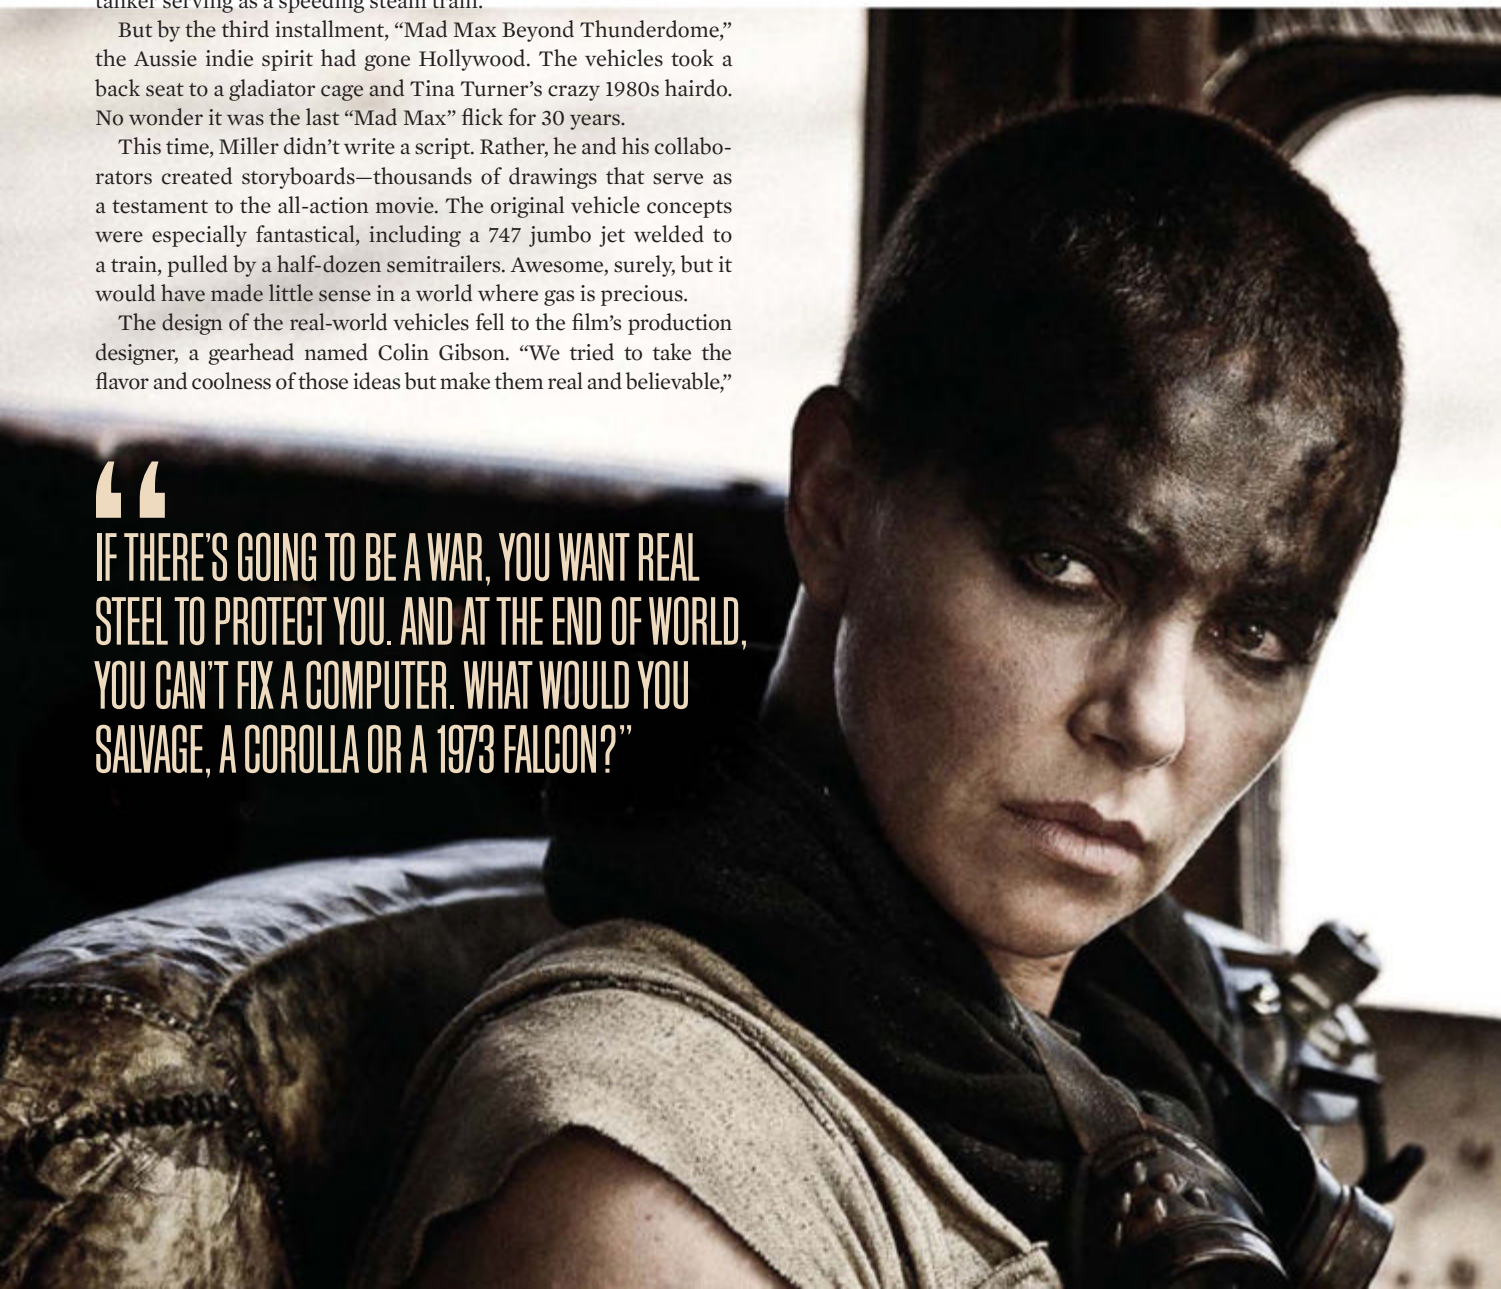 tanker serving as a speeding steam train.
But by the third installment, “Mad Max Beyond Thunderdome,”
the Aussie indie spirit had gone Hollywood. The vehicles took a
back seat to a gladiator cage and Tina Turner’s crazy 1980s hairdo.
No wonder it was the last “Mad Max” flick for 30 years.
This time, Miller didn’t write a script. Rather, he and his collabo-
rators created storyboards—thousands of drawings that serve as
a testament to the all-action movie. The original vehicle concepts
were especially fantastical, including a 747 jumbo jet welded to
a train, pulled by a half-dozen semitrailers. Awesome, surely, but it
would have made little sense in a world where gas is precious.
The design of the real-world vehicles fell to the film’s production
designer, a gearhead named Colin Gibson. “We tried to take the
flavor and coolness of those ideas but make them real and believable,”
“
IF THERE’S GOING TO BE A WAR, YOU WANT REAL
STEEL TO PROTECT YOU. AND AT THE END OF WORLD,
YOU CAN’T FIX A COMPUTER. WHAT WOULD YOU
SALVAGE, A COROLLA OR A 1973 FALCON?”